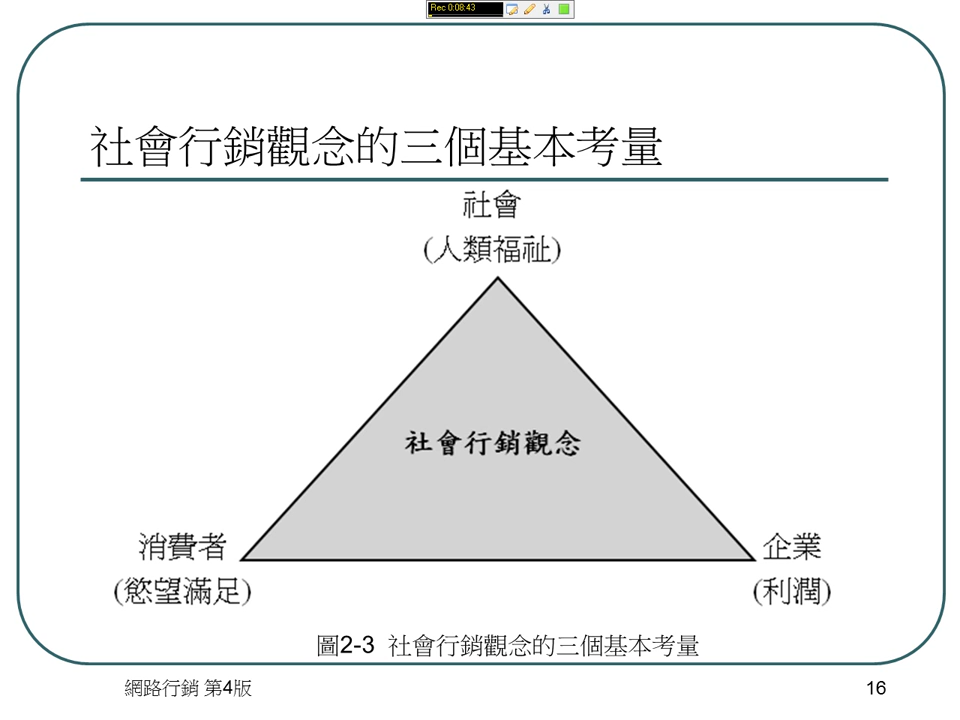 Rec 0:08:43
社會行銷觀念的三個基本考量
社會
(人類福祉)
社會行銷觀念
消費者
(慾望滿足)
企業
(利潤)
圖2-3 社會行銷觀念的三個基本考量
網路行銷 第4版
16